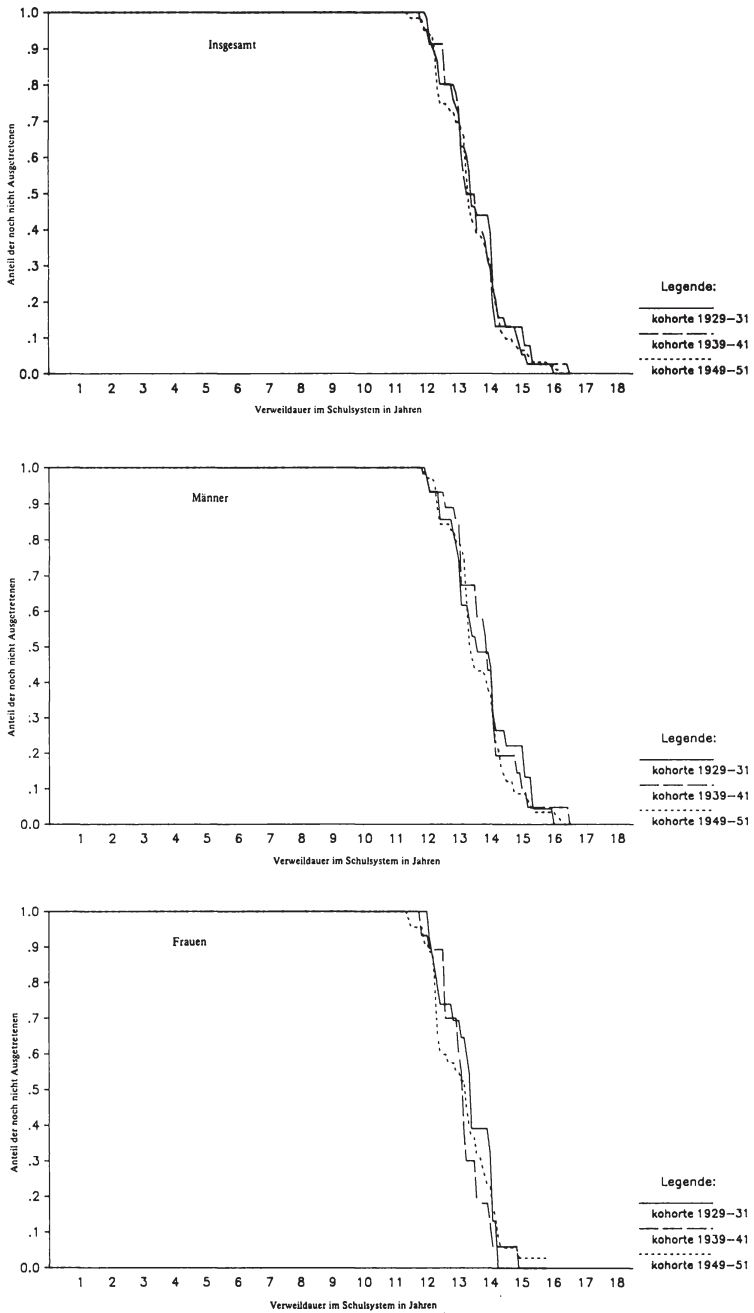 Insgesamt
Anteil der noch nicht Ausgetretenen
1.0
.9
.8
.7
.6
.5
.4
.3
.2
.1
0.0
1 2 3 4 5 6 7 8 9 10 11 12 13 14 15 16 17 18
Verweildauer im Schulsystem in Jahren
Legende:
kohorte 1929-31
kohorte 1939-41
kohorte 1949-51
Männer
Anteil der noch nicht Ausgetretenen
1.0
.9
.8
.7
.6
.5
.4
.3
.2
.1
0.0
1 2 3 4 5 6 7 8 9 10 11 12 13 14 15 16 17 18
Verweildauer im Schulsystem in Jahren
Legende:
kohorte 1929-31
kohorte 1939-41
kohorte 1949-51
Frauen
Anteil der noch nicht Ausgetretenen
1.0
.9
.8
.7
.6
.5
.4
.3
.2
.1
0.0
1 2 3 4 5 6 7 8 9 10 11 12 13 14 15 16 17 18
Verweildauer im Schulsystem in Jahren
Legende:
kohorte 1929-31
kohorte 1939-41
kohorte 1949-51